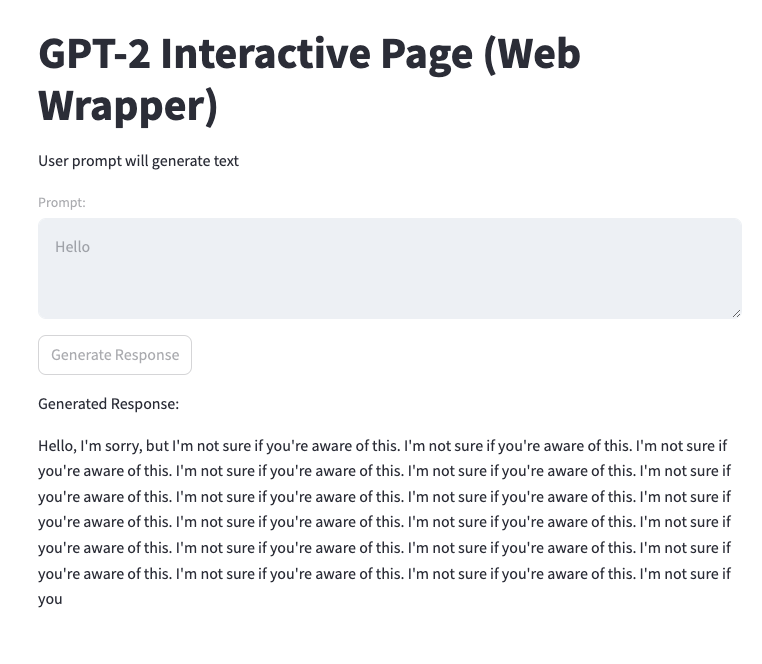 GPT-2 Interactive Page (Web
Wrapper)
User prompt will generate text
Prompt:
Hello
Generate Response
Generated Response:
Hello, I'm sorry, but I'm not sure if you're aware of this. I'm not sure if you're aware of this. I'm not sure if
you're aware of this. I'm not sure if you're aware of this. I'm not sure if you're aware of this. I'm not sure if
you're aware of this. I'm not sure if you're aware of this. I'm not sure if you're aware of this. I'm not sure if
you're aware of this. I'm not sure if you're aware of this. I'm not sure if you're aware of this. I'm not sure if
you're aware of this. I'm not sure if you're aware of this. I'm not sure if you're aware of this. I'm not sure if
you're aware of this. I'm not sure if you're aware of this. I'm not sure if you're aware of this. I'm not sure if
you